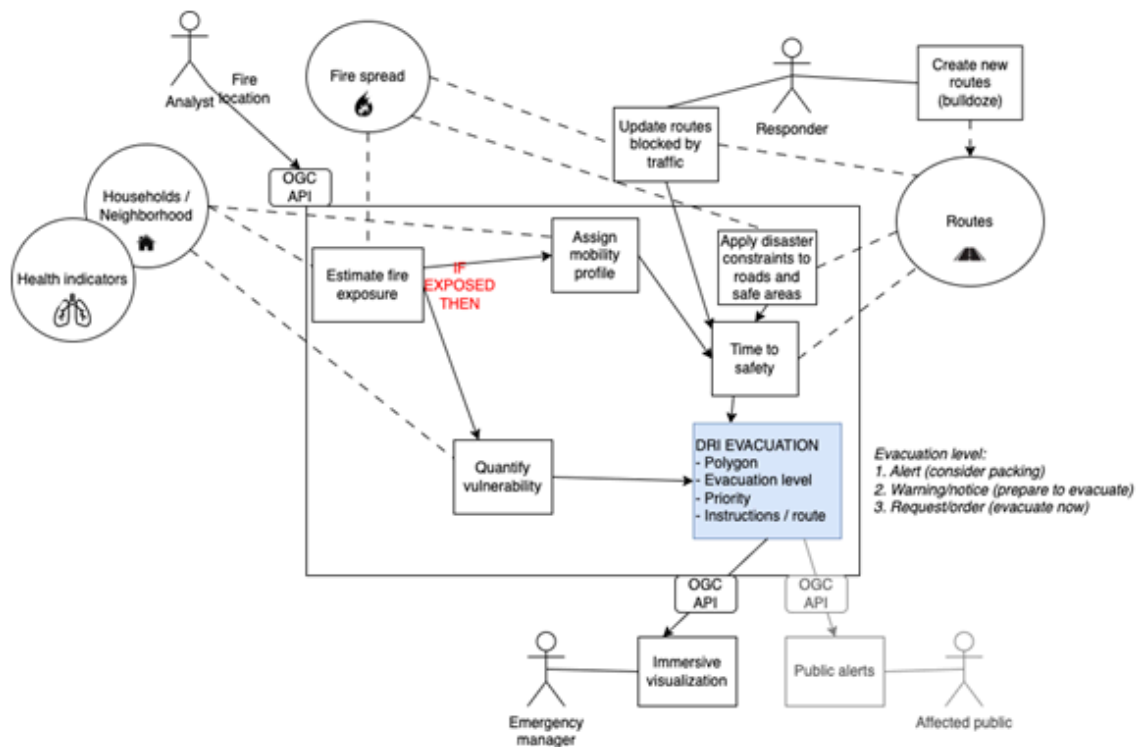 Analyst
Fire
location
Fire spread
Responder
Create new
routes
(bulldoze)
Update routes
blocked by
traffic
OGC
API
Households /
Neighborhood
Health indicators
Routes
Estimate fire
exposure
IF
EXPOSED
THEN
Assign
mobility
profile
Apply disaster
constraints to
roads and
safe areas
Time to
safety
Quantify
vulnerability
DRI EVACUATION
- Polygon
- Evacuation level
- Priority
- Instructions / route
Evacuation level:
1. Alert (consider packing)
2. Warning/notice (prepare to evacuate)
3. Request/order (evacuate now)
OGC
API
OGC
API
Emergency
manager
Immersive
visualization
Public alerts
Affected public